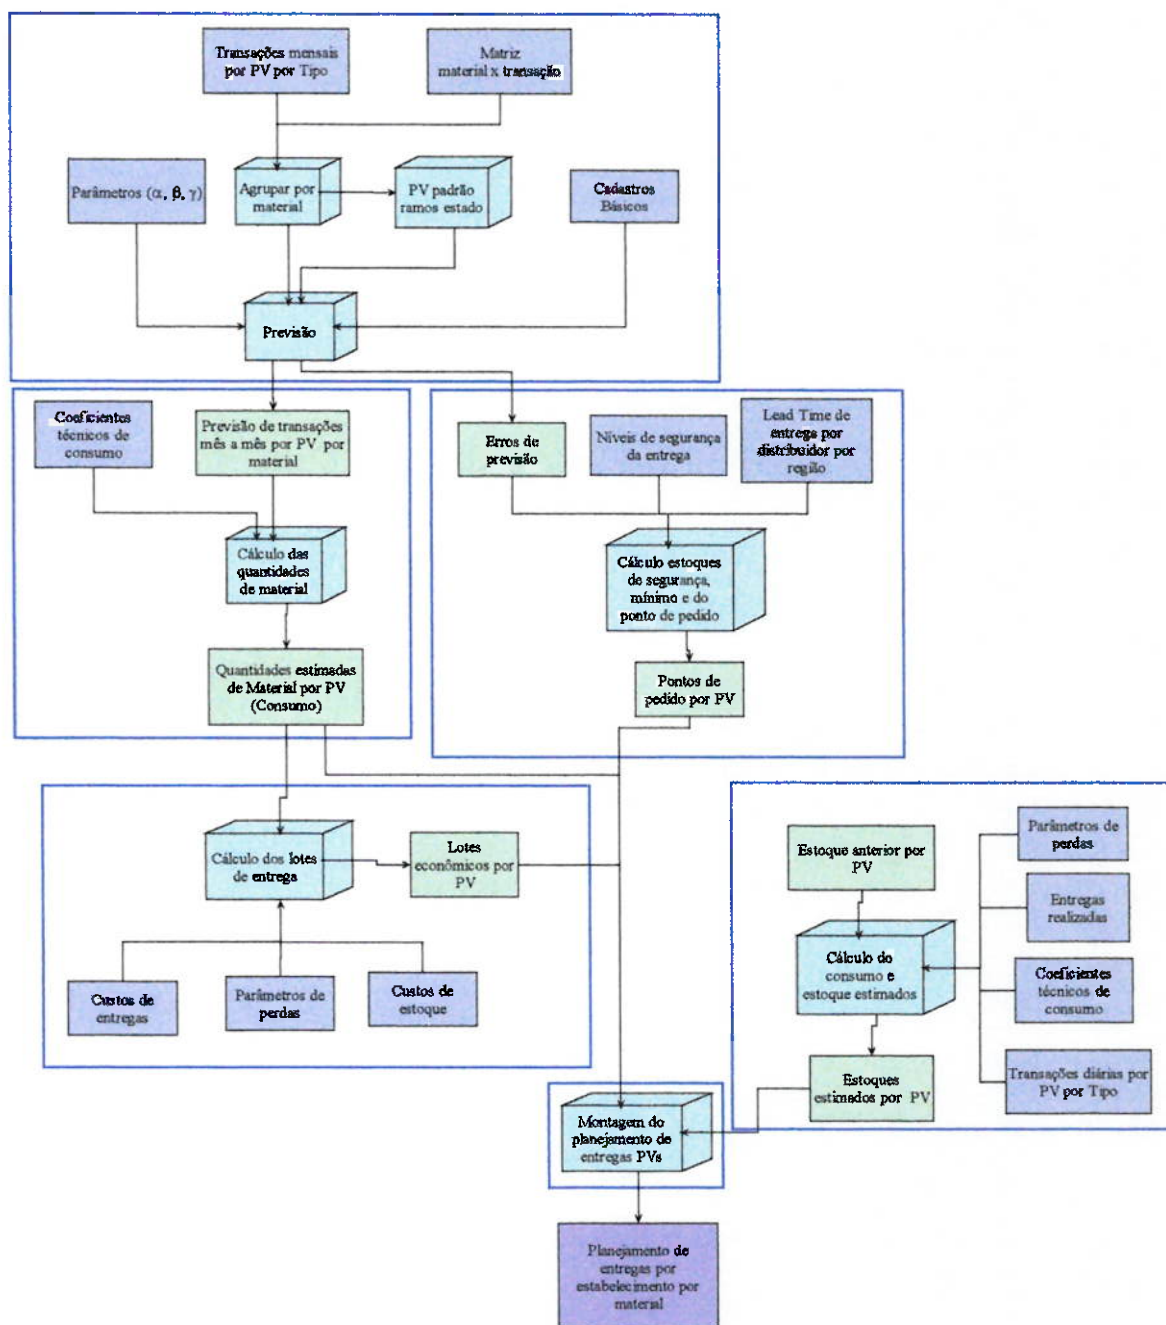 Transações mensais
por PV por Tipo
Matriz
material x transação
Parâmetros (α, β, γ)
Agrupar por
material
PV padrão
ramos estado
Cadastros
Básicos
Previsão
Coeficientes
técnicos de
consumo
Previsão de transações
mês a mês por PV por
material
Cálculo das
quantidades
de material
Quantidades estimadas
de Material por PV
(Consumo)
Erros de
previsão
Níveis de segurança
da entrega
Lead Time de
entrega por
distribuidor por
região
Cálculo estoques
de segurança,
mínimo e do
ponto de pedido
Pontos de
pedido por PV
Cálculo dos lotes
de entrega
Lotes
econômicos por
PV
Custos de
entregas
Parâmetros de
perdas
Custos de
estoque
Estoque anterior por
PV
Parâmetros de
perdas
Entregas
realizadas
Cálculo do
consumo e
estoque estimados
Coeficientes
técnicos de
consumo
Estoques
estimados por PV
Transações diárias por
PV por Tipo
Montagem do
planejamento de
entregas PVs
Planejamento de
entregas por
estabelecimento por
material